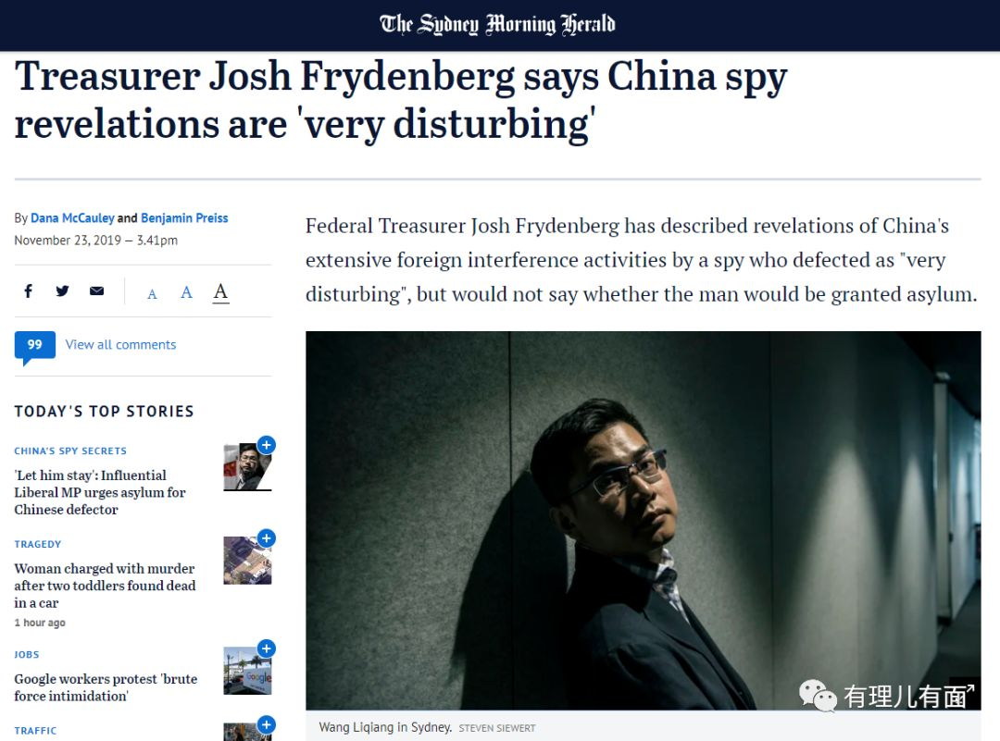 The Sydney Morning Herald
Treasurer Josh Frydenberg says China spy
revelations are 'very disturbing'
By Dana McCauley and Benjamin Preiss
November 23, 2019 — 3.41pm
A A A
99 View all comments
TODAY'S TOP STORIES
CHINA'S SPY SECRETS
'Let him stay': Influential
Liberal MP urges asylum for
Chinese defector
TRAGEDY
Woman charged with murder
after two toddlers found dead
in a car
1 hour ago
JOBS
Google workers protest 'brute
force intimidation'
Google
TRAFFIC
Federal Treasurer Josh Frydenberg has described revelations of China's
extensive foreign interference activities by a spy who defected as "very
disturbing", but would not say whether the man would be granted asylum.
有理儿有面
Wang Liqiang in Sydney. STEVEN SIEWERT